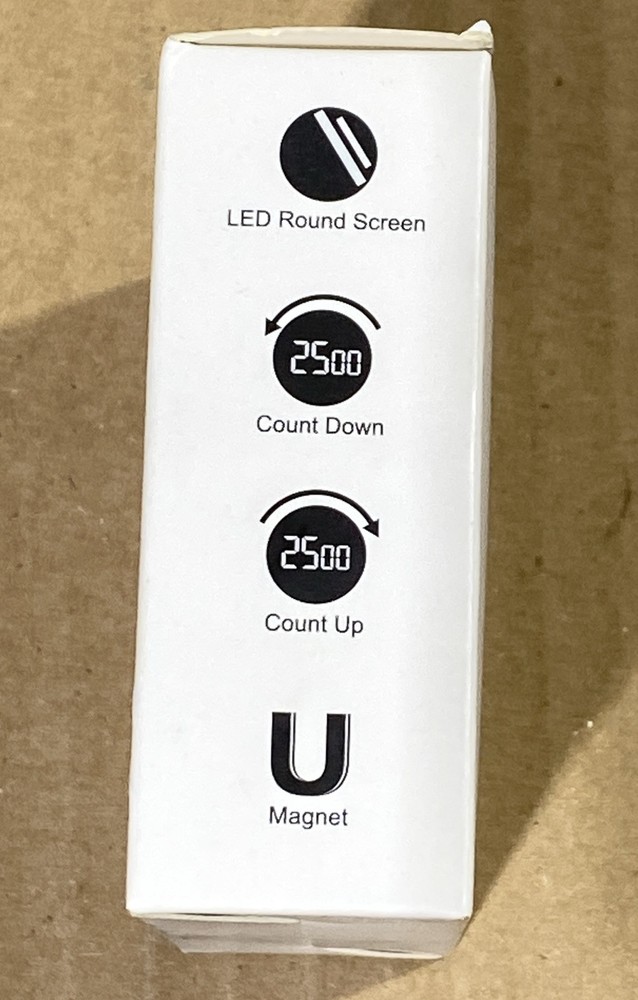 LED Round Screen
2500
Count Down
2500
Count Up
Magnet